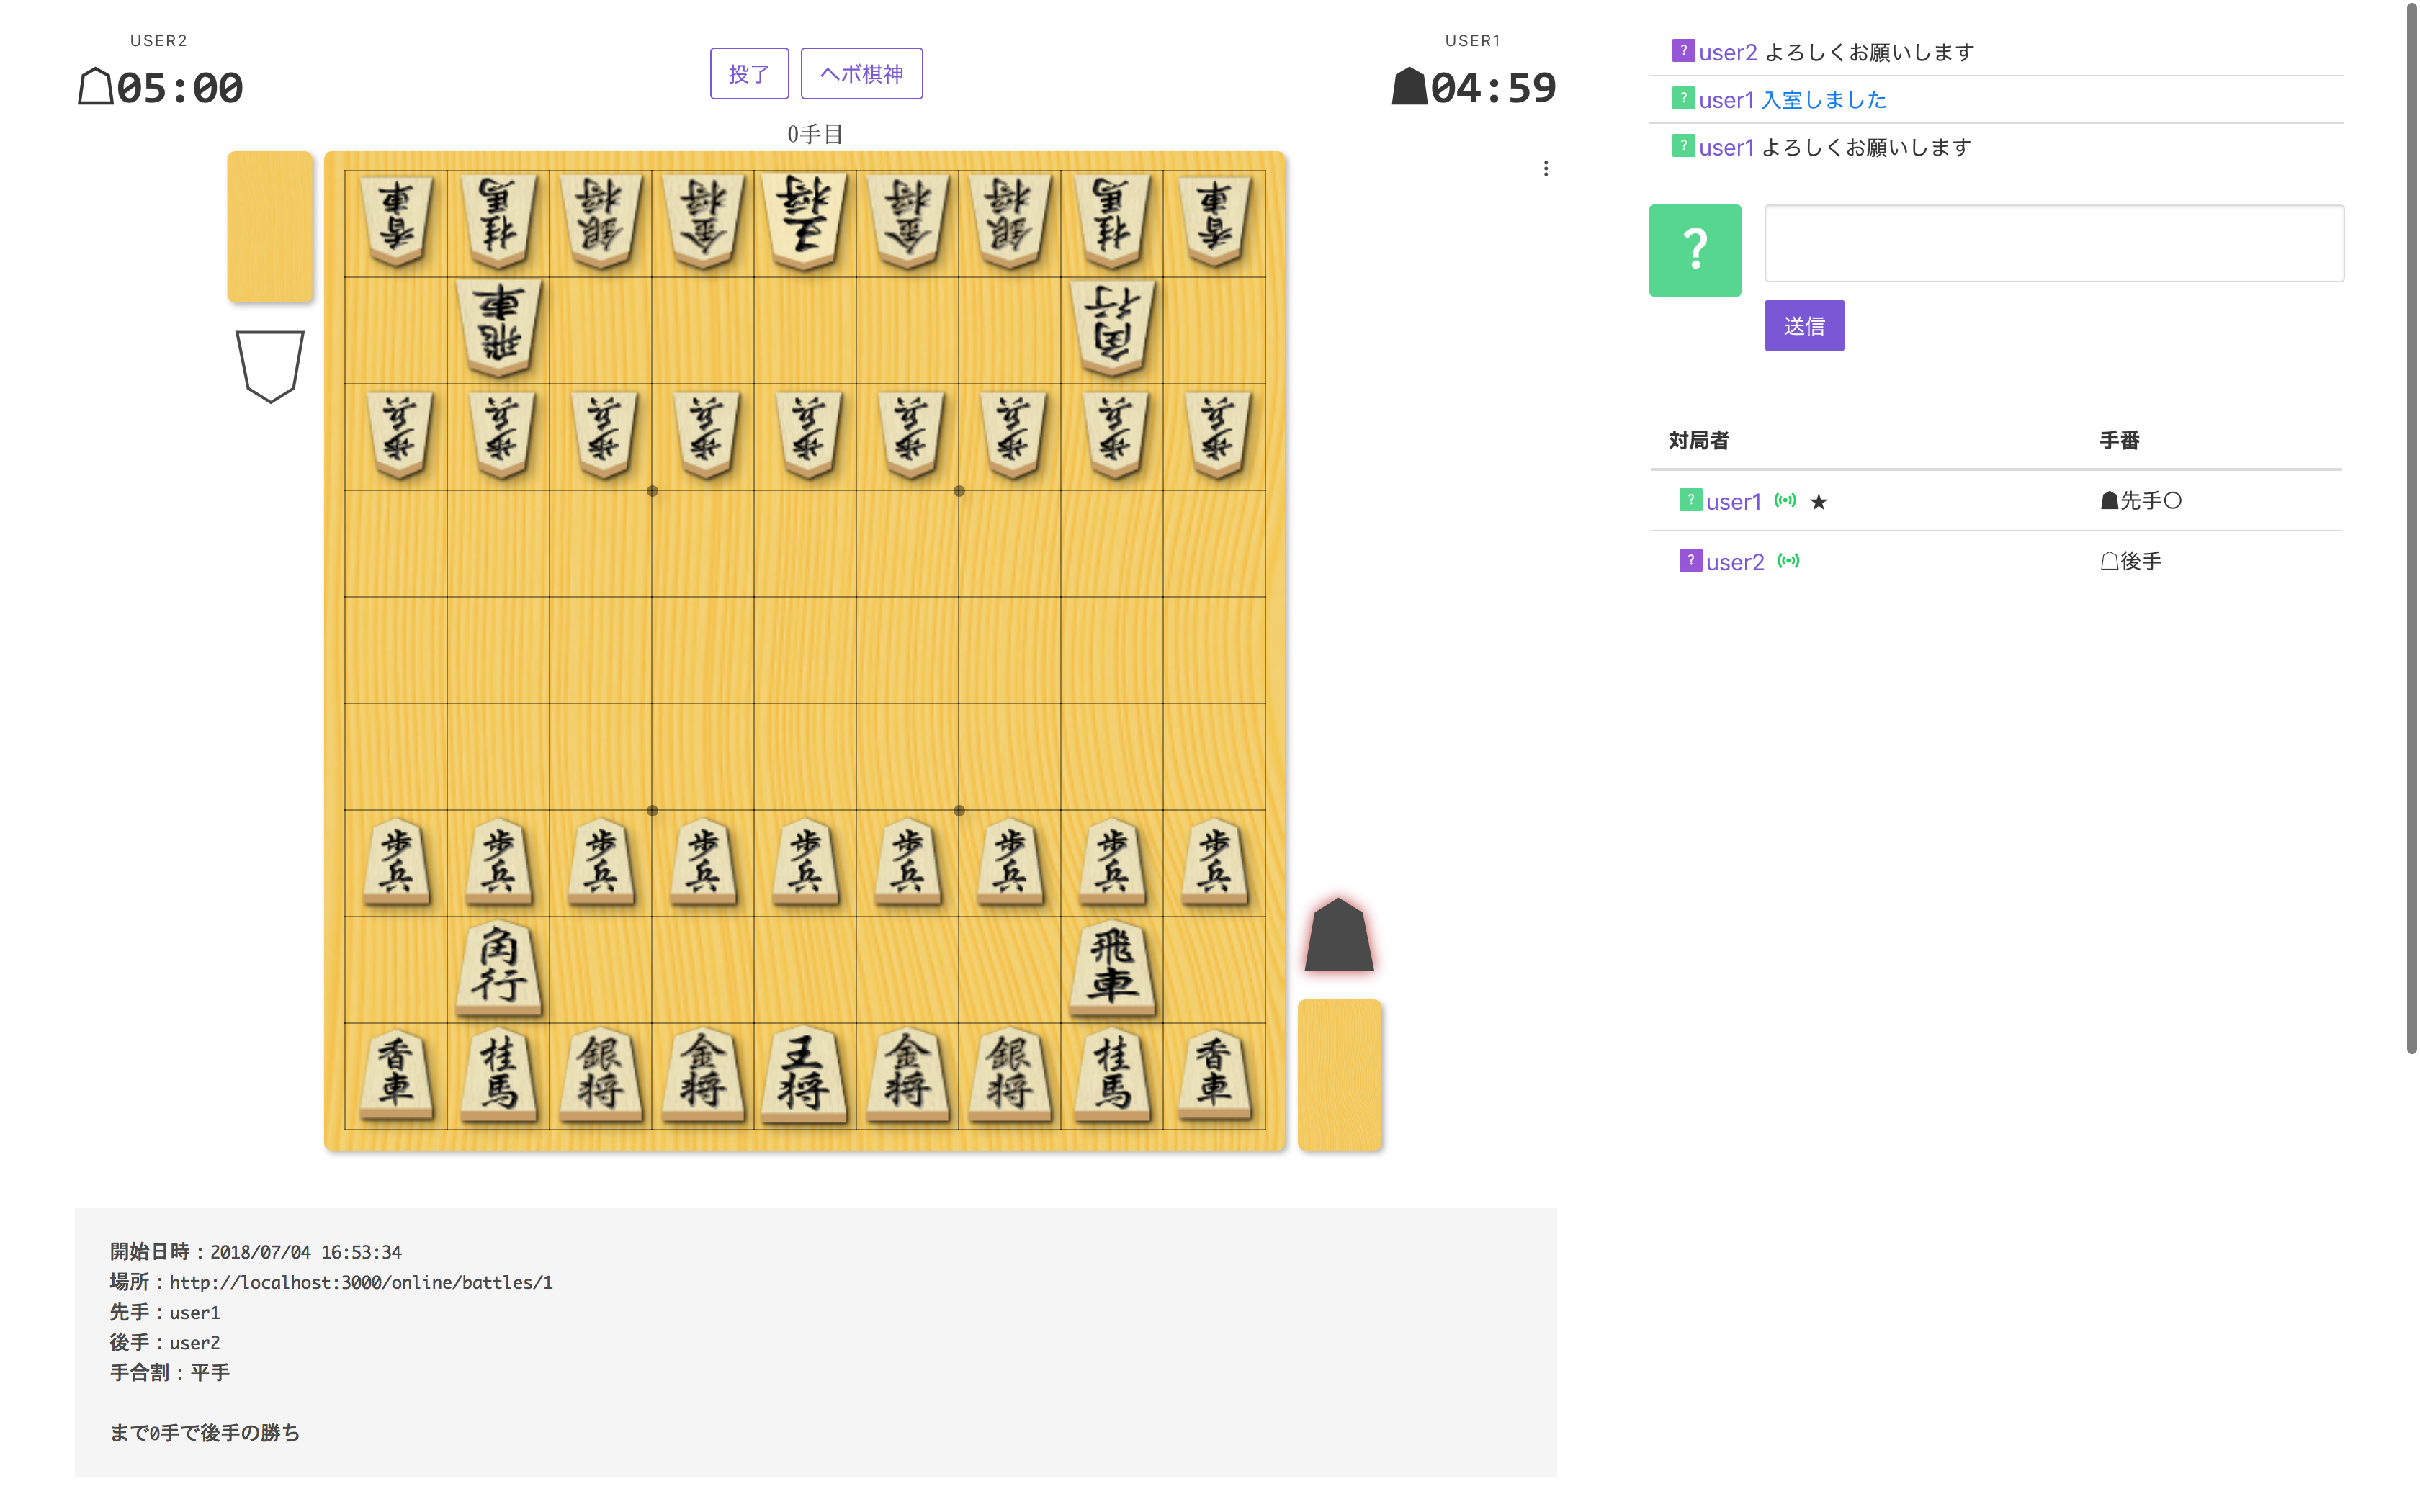 USER2
05:00
投了
ヘボ棋神
USER1
04:59
0手目
香車 桂馬 銀将 金将 王将 金将 銀将 桂馬 香車
飛車 角行
歩兵 歩兵 歩兵 歩兵 歩兵 歩兵 歩兵 歩兵 歩兵
歩兵 歩兵 歩兵 歩兵 歩兵 歩兵 歩兵 歩兵 歩兵
角行 飛車
香車 桂馬 銀将 金将 王将 金将 銀将 桂馬 香車
開始日時：2018/07/04 16:53:34
場所：http://localhost:3000/online/battles/1
先手：user1
後手：user2
手合割：平手
まで0手で後手の勝ち
? user2 よろしくお願いします
? user1 入室しました
? user1 よろしくお願いします
?
送信
対局者 手番
? user1 ★ ☗先手○
? user2 ☖後手